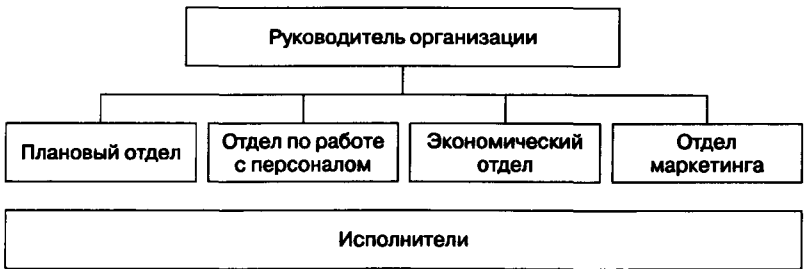 Руководитель организации
Плановый отдел
Отдел по работе
с персоналом
Экономический
отдел
Отдел
маркетинга
Исполнители